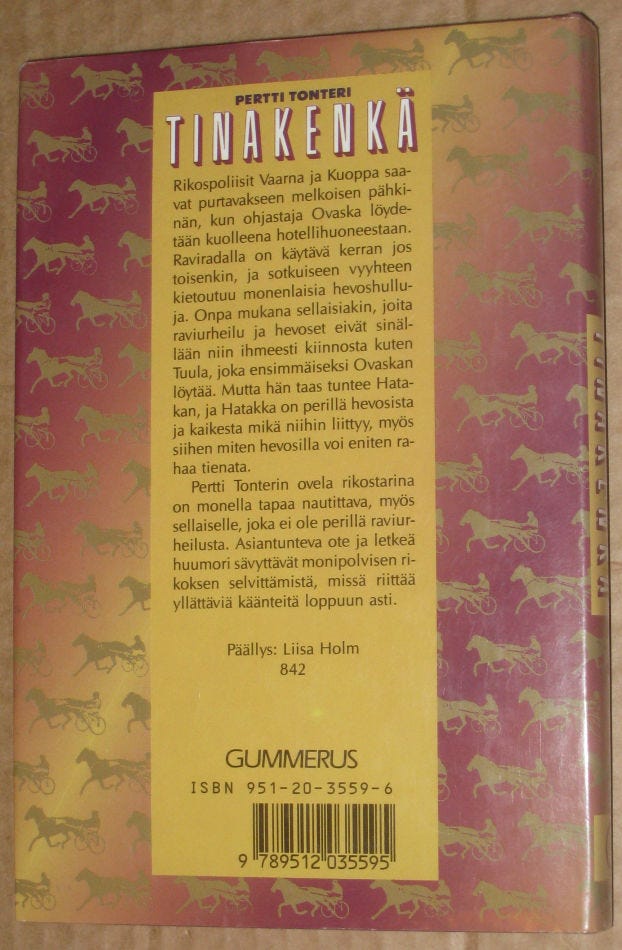 PERTTI TONTERI
TINAKENKÄ
Rikospoliisit Vaarna ja Kuoppa saa-
vat purtavakseen melkoisen pähki-
nän, kun ohjastaja Ovaska löyde-
tään kuolleena hotellihuoneestaan.
Raviradalla on käytävä kerran jos
toisenkin, ja sotkuiseen vyyhteen
kietoutuu monenlaisia hevoshullu-
ja. Onpa mukana sellaisiakin, joita
raviurheilu ja hevoset eivät sinäl-
lään niin ihmeesti kiinnosta kuten
Tuula, joka ensimmäiseksi Ovaskan
löytää. Mutta hän taas tuntee Hata-
kan, ja Hatakka on perillä hevosista
ja kaikesta mikä niihin liittyy, myös
siihen miten hevosilla voi eniten ra-
haa tienata.
Pertti Tonterin ovela rikostarina
on monella tapaa nautittava, myös
sellaiselle, joka ei ole perillä raviur-
heilusta. Asiantunteva ote ja letkeä
huumori sävyttävät monipolvisen ri-
koksen selvittämistä, missä riittää
yllättäviä käänteitä loppuun asti.
Päällys: Liisa Holm
842
GUMMERUS
ISBN 951-20-3559-6
9 789512 035595
TINAKENKÄ